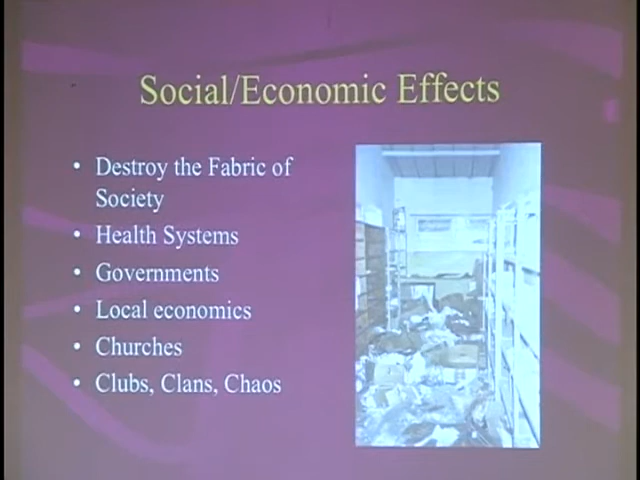 Social/Economic Effects
• Destroy the Fabric of
Society
• Health Systems
• Governments
• Local economics
• Churches
• Clubs, Clans, Chaos